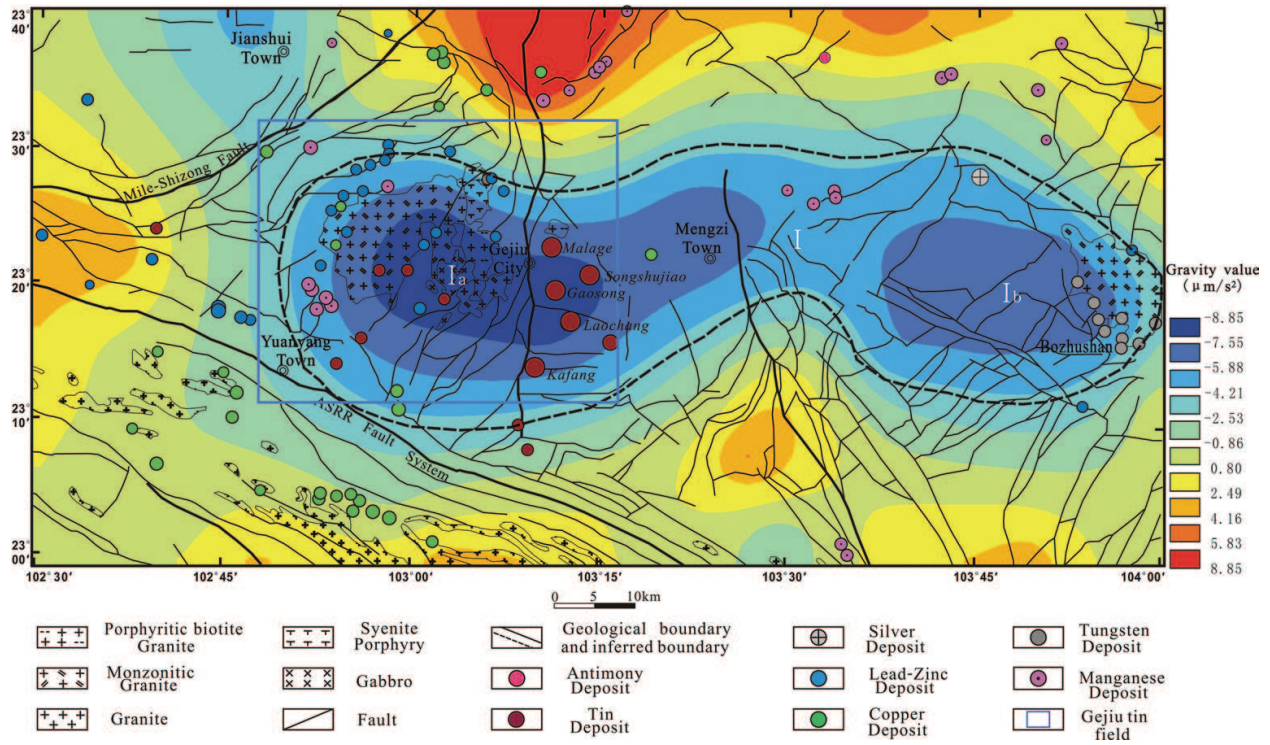 23°
40′
23°
30′
23°
20′
23°
10′
23°
00′
Jianshui
Town
Mile-Shizong Fault
Gejiu
City
Ia
Malage
Songshujiao
Gaosong
Laochang
Kafang
Mengzi
Town
I
Ib
Bozhushan
Yuanyang
Town
ASRR Fault System
102°30′
102°45′
103°00′
103°15′
103°30′
103°45′
104°00′
Gravity value
(μm/s²)
-8.85
-7.55
-5.88
-4.21
-2.53
-0.86
0.80
2.49
4.16
5.83
8.85
0 5 10km
Porphyritic biotite
Granite
Monzonitic
Granite
Granite
Syenite
Porphyry
Gabbro
Fault
Geological boundary
and inferred boundary
Antimony
Deposit
Tin
Deposit
Silver
Deposit
Lead-Zinc
Deposit
Copper
Deposit
Tungsten
Deposit
Manganese
Deposit
Gejiu tin
field